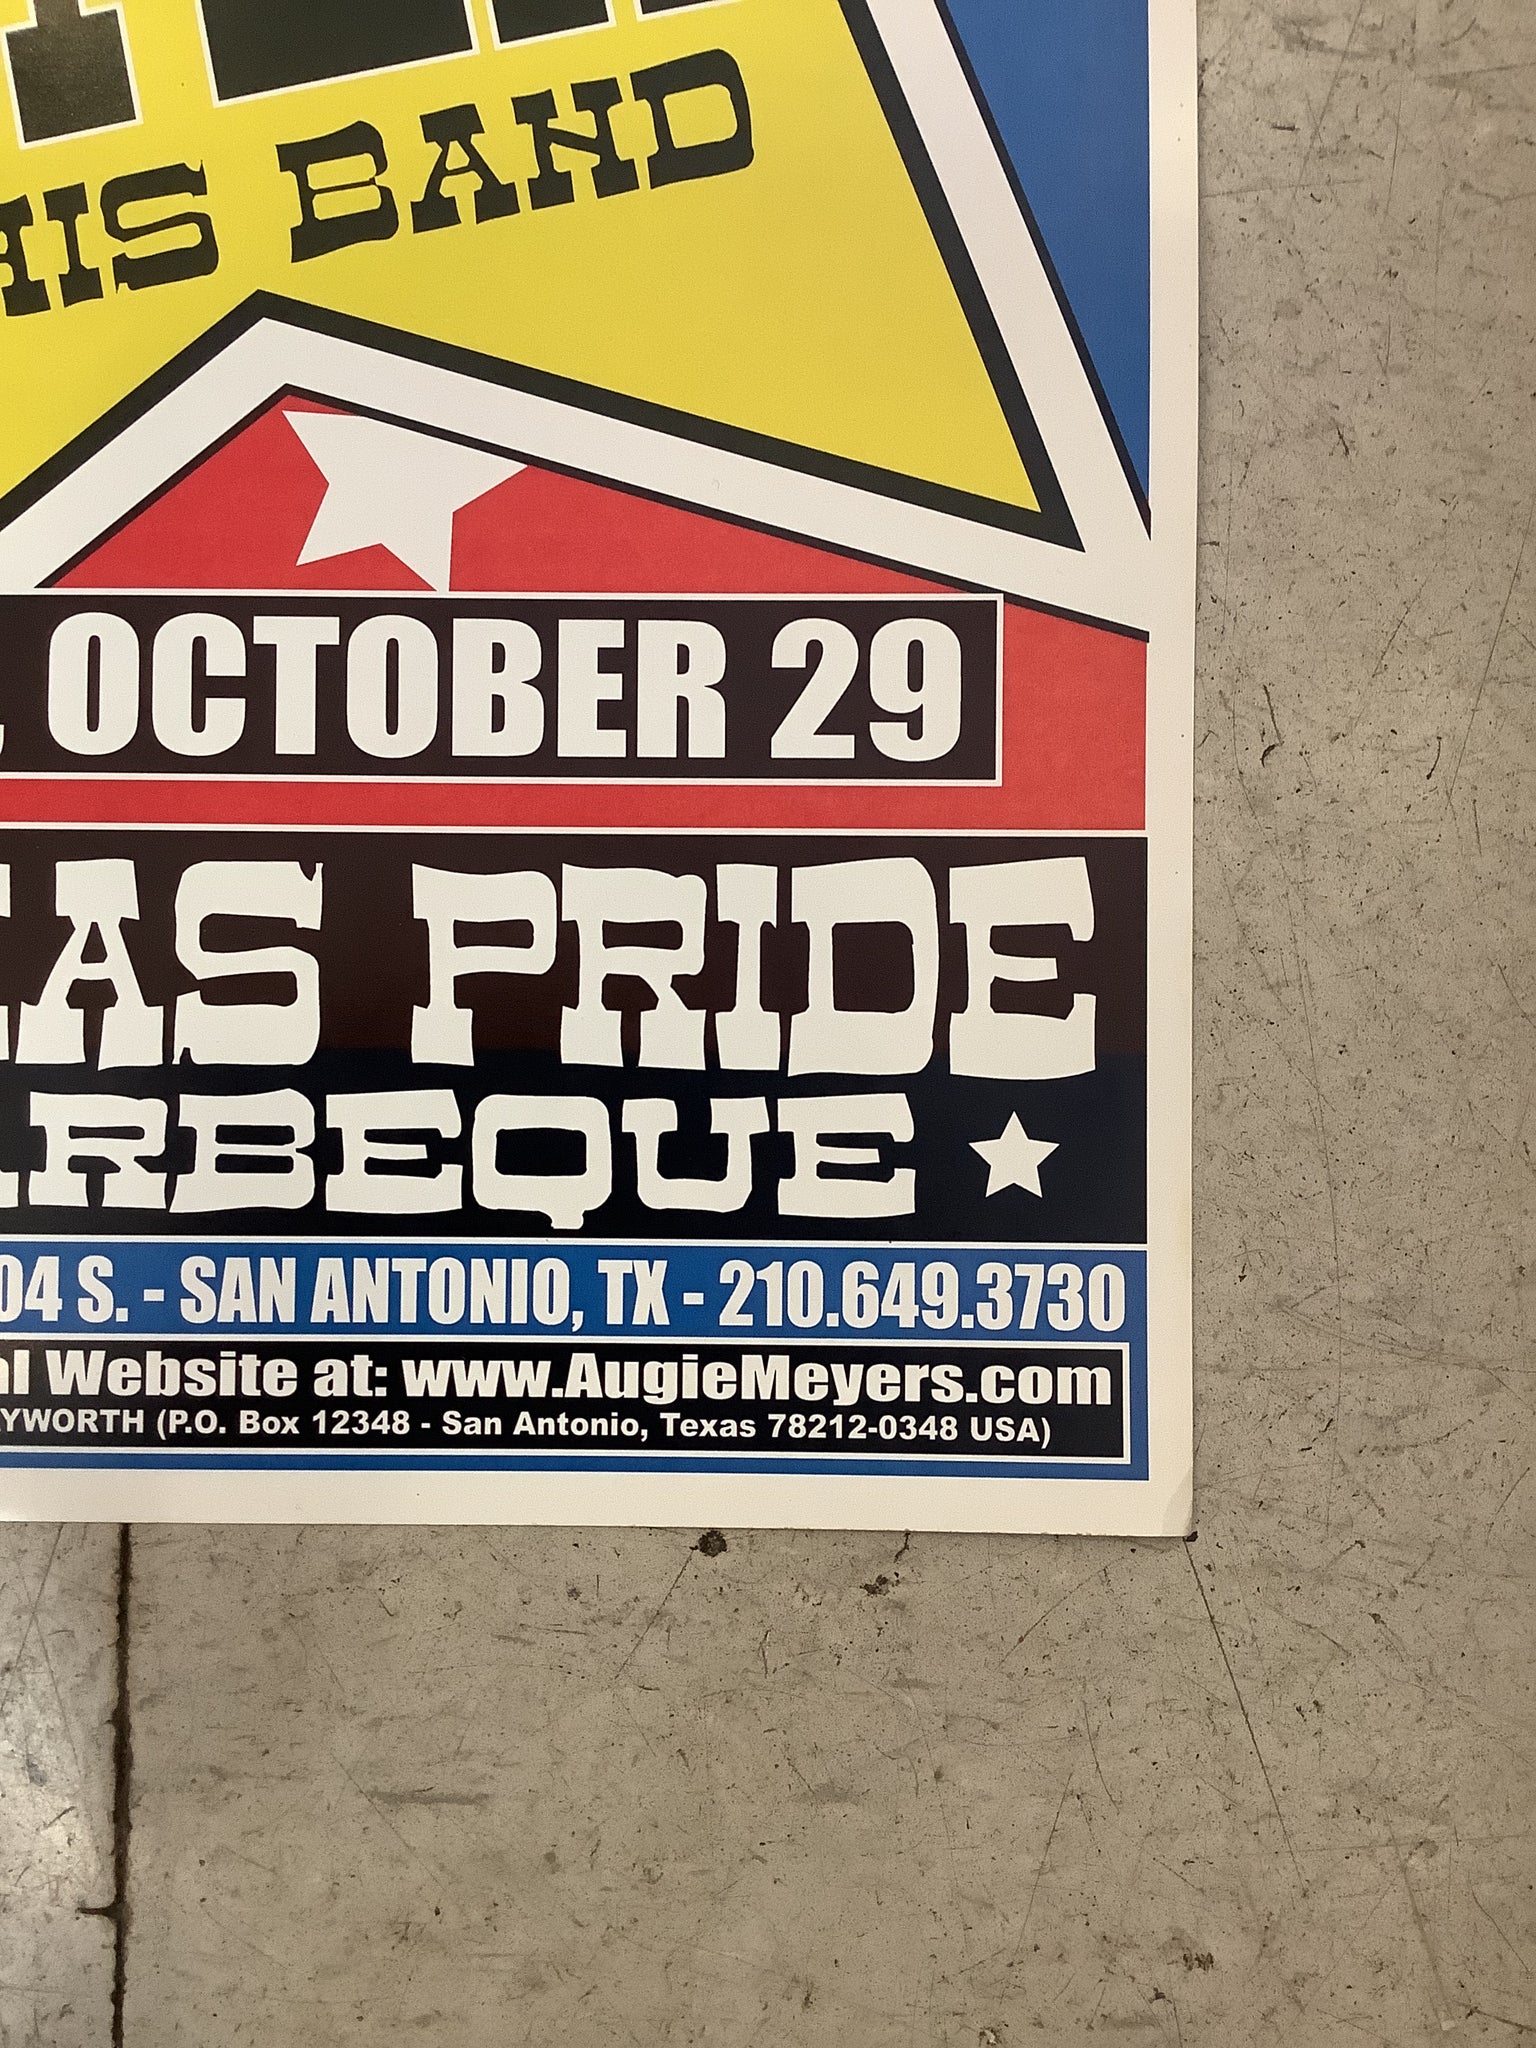 HIS BAND
, OCTOBER 29
AS PRIDE
RBEQUE
04 S. - SAN ANTONIO, TX - 210.649.3730
al Website at: www.AugieMeyers.com
YWORTH (P.O. Box 12348 - San Antonio, Texas 78212-0348 USA)